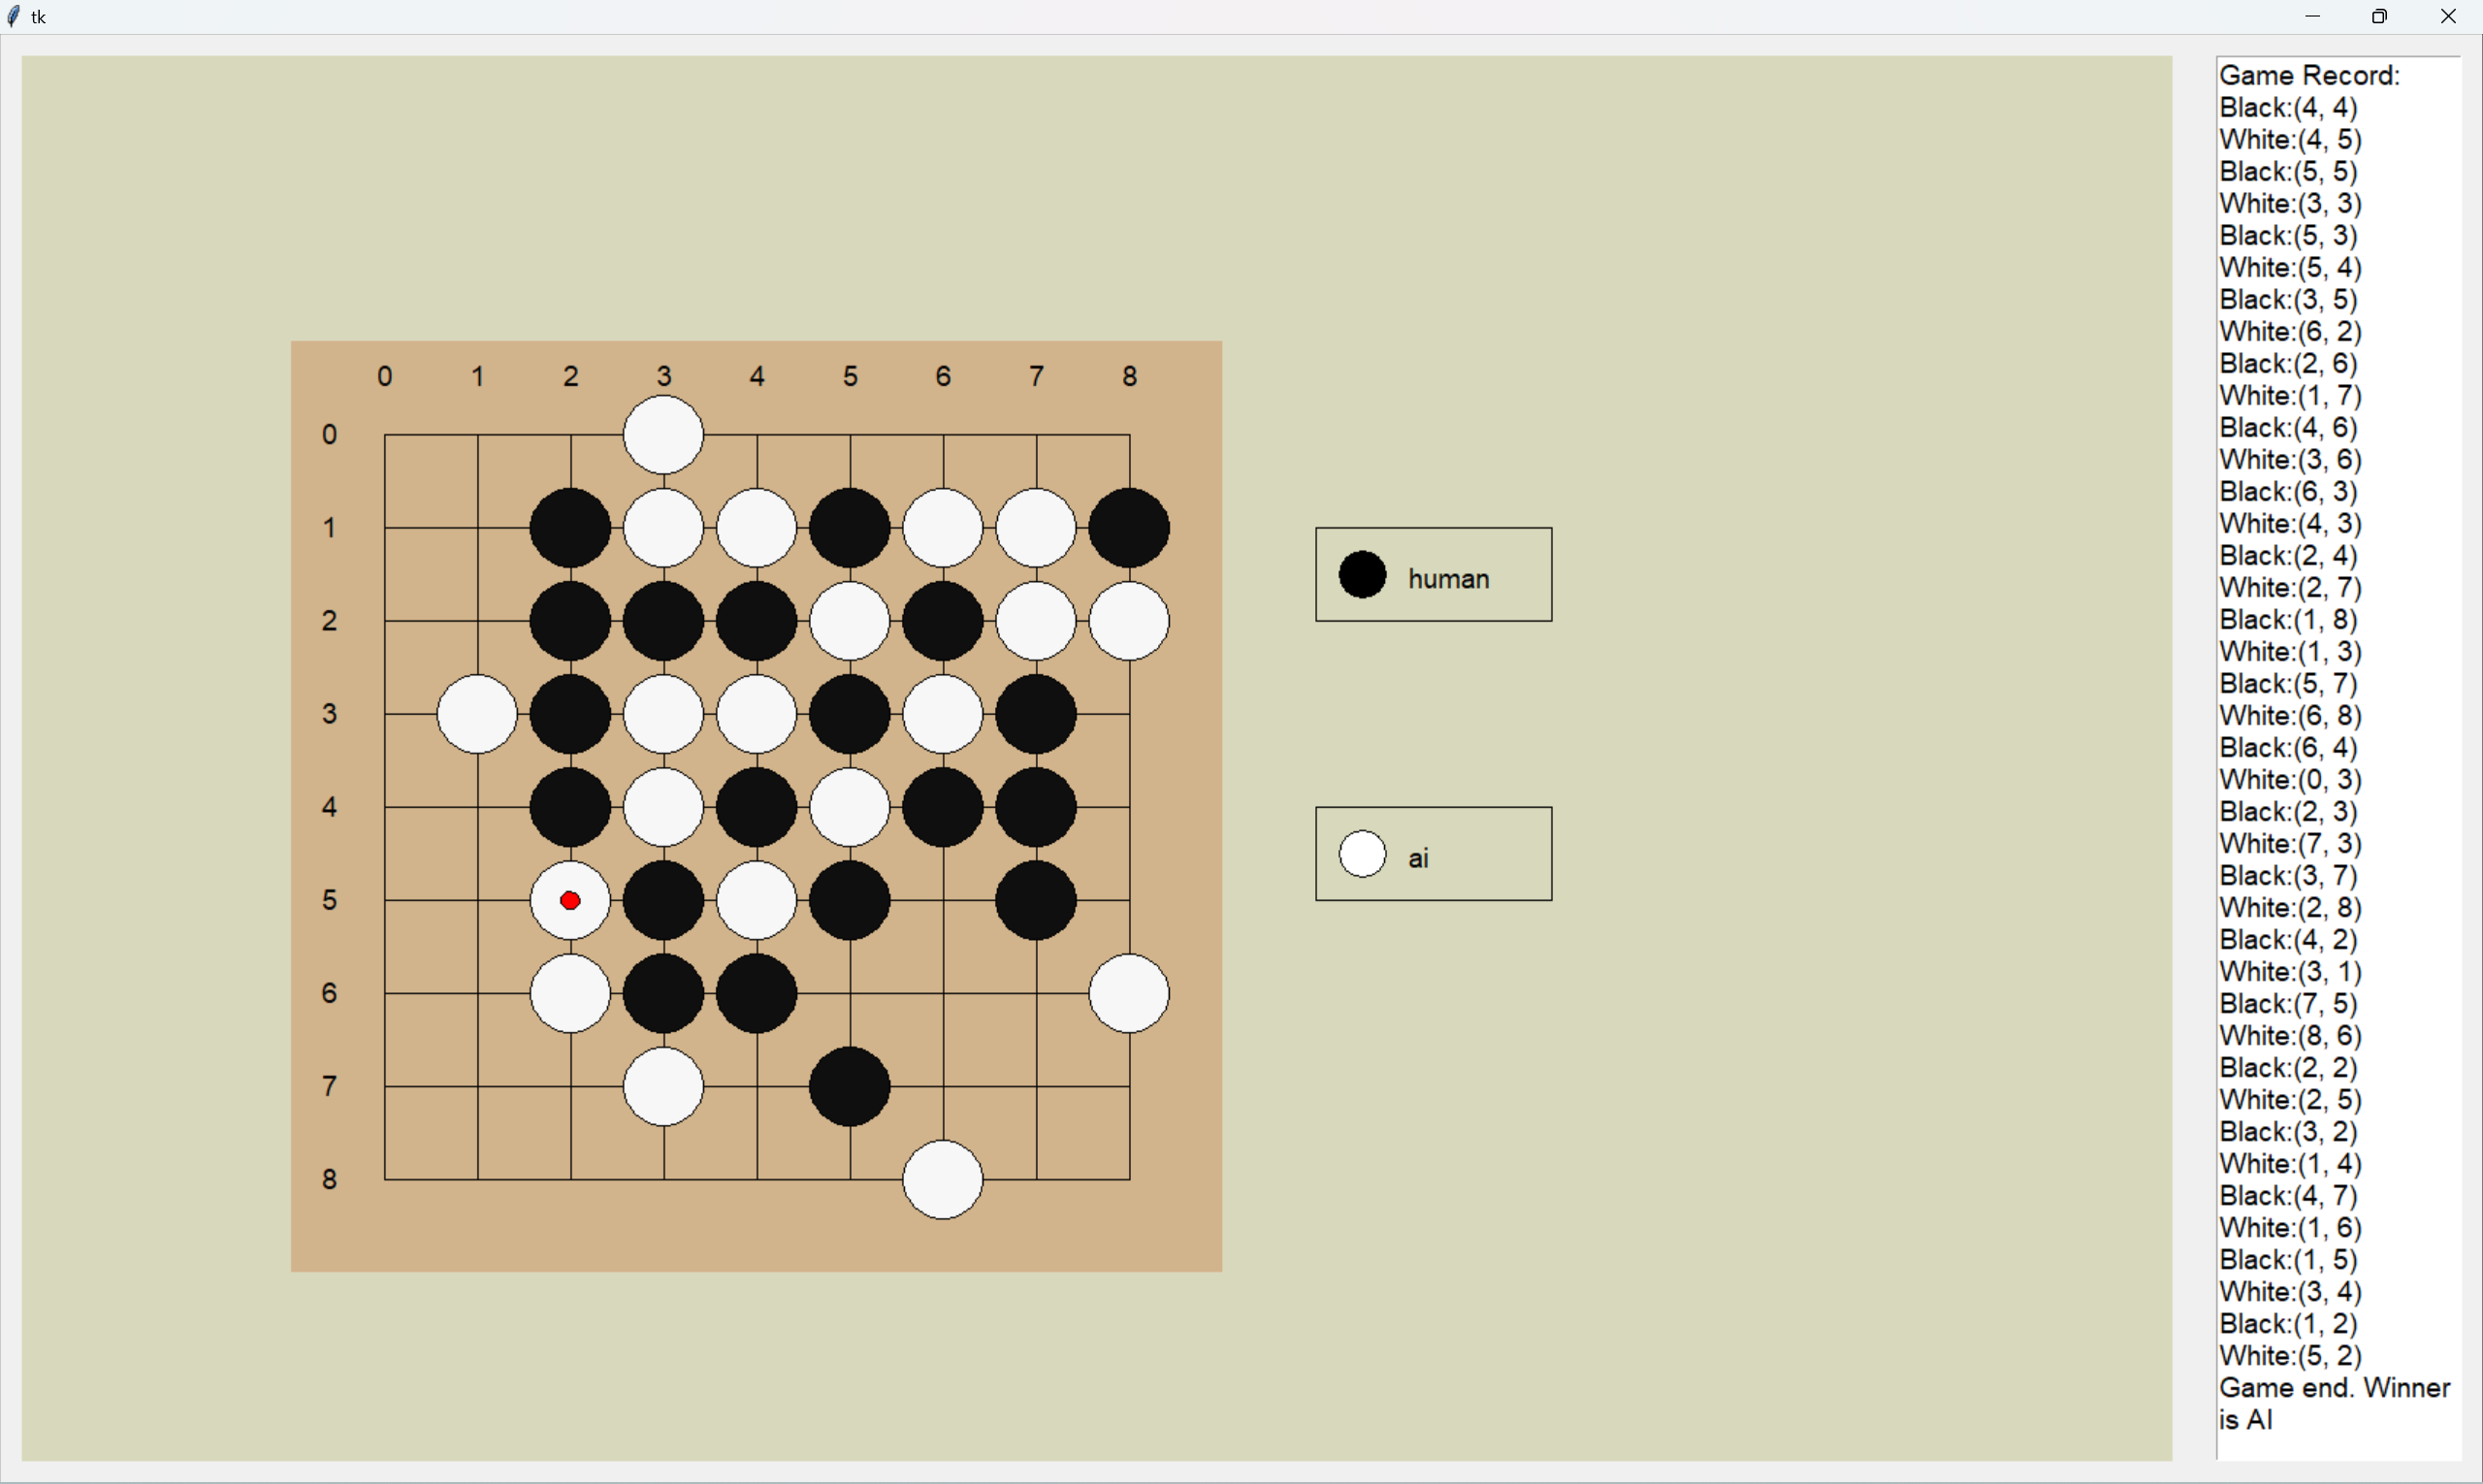 tk
0 1 2 3 4 5 6 7 8
0
1
2
3
4
5
6
7
8
human
ai
Game Record:
Black:(4, 4)
White:(4, 5)
Black:(5, 5)
White:(3, 3)
Black:(5, 3)
White:(5, 4)
Black:(3, 5)
White:(6, 2)
Black:(2, 6)
White:(1, 7)
Black:(4, 6)
White:(3, 6)
Black:(6, 3)
White:(4, 3)
Black:(2, 4)
White:(2, 7)
Black:(1, 8)
White:(1, 3)
Black:(5, 7)
White:(6, 8)
Black:(6, 4)
White:(0, 3)
Black:(2, 3)
White:(7, 3)
Black:(3, 7)
White:(2, 8)
Black:(4, 2)
White:(3, 1)
Black:(7, 5)
White:(8, 6)
Black:(2, 2)
White:(2, 5)
Black:(3, 2)
White:(1, 4)
Black:(4, 7)
White:(1, 6)
Black:(1, 5)
White:(3, 4)
Black:(1, 2)
White:(5, 2)
Game end. Winner
is AI